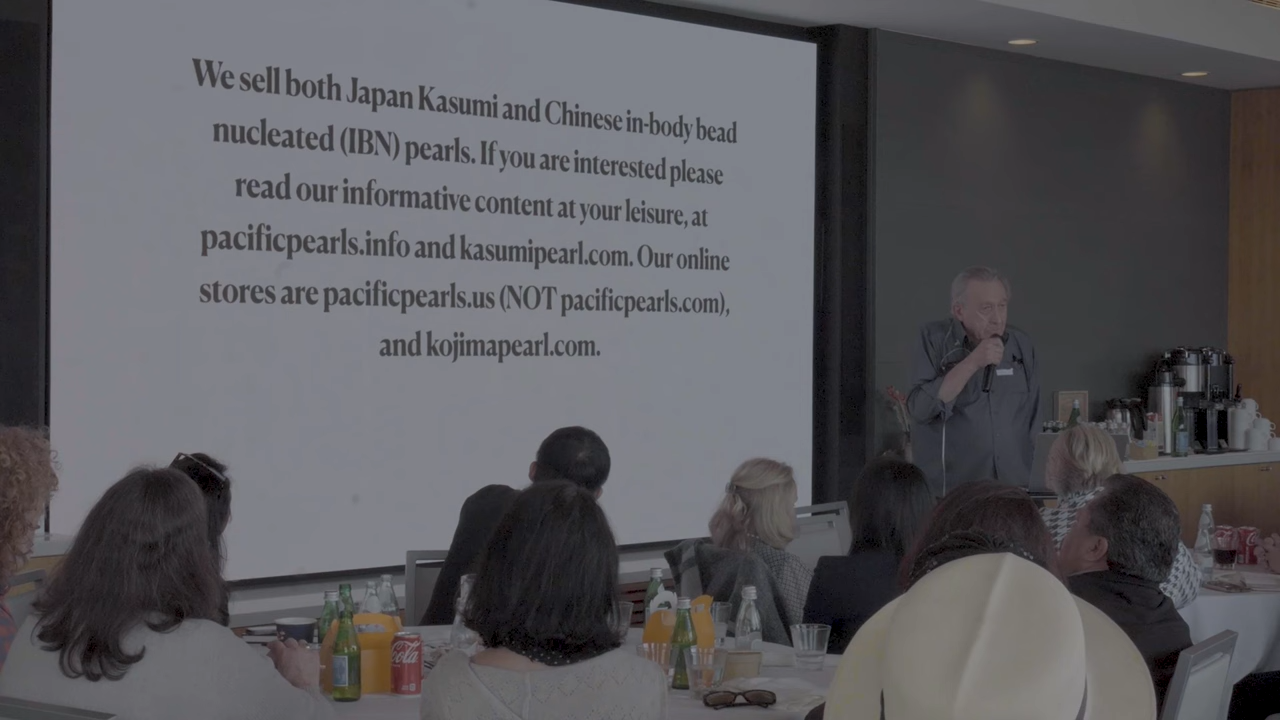 We sell both Japan Kasumi and Chinese in-body bead
nucleated (IBN) pearls. If you are interested please
read our informative content at your leisure, at
pacificpearls.info and kasumipearl.com. Our online
stores are pacificpearls.us (NOT pacificpearls.com),
and kojimapearl.com.
Coca-Cola